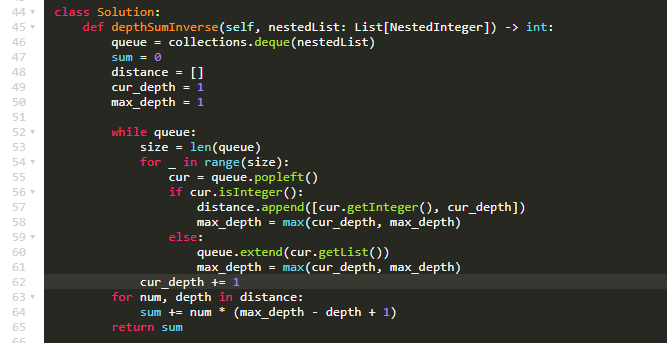 44 class Solution:
45     def depthSumInverse(self, nestedList: List[NestedInteger]) -> int:
46         queue = collections.deque(nestedList)
47         sum = 0
48         distance = []
49         cur_depth = 1
50         max_depth = 1
51
52         while queue:
53             size = len(queue)
54             for _ in range(size):
55                 cur = queue.popleft()
56                 if cur.isInteger():
57                     distance.append([cur.getInteger(), cur_depth])
58                     max_depth = max(cur_depth, max_depth)
59                 else:
60                     queue.extend(cur.getList())
61                     max_depth = max(cur_depth, max_depth)
62             cur_depth += 1
63         for num, depth in distance:
64             sum += num * (max_depth - depth + 1)
65         return sum
66